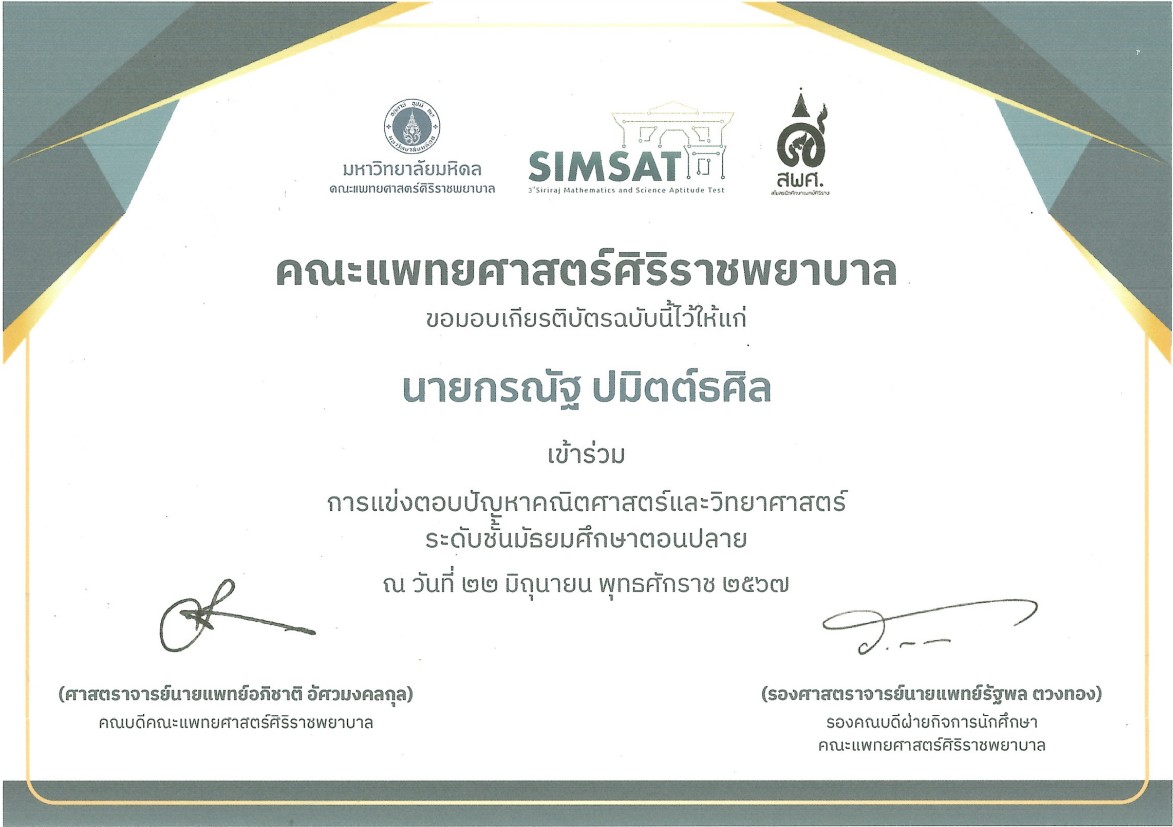 มหาวิทยาลัยมหิดล
คณะแพทยศาสตร์ศิริราชพยาบาล
SIMSAT
3"Siriraj Mathematics and Science Aptitude Test
สพศ.
คณะแพทยศาสตร์ศิริราชพยาบาล
ขอมอบเกียรติบัตรฉบับนี้ไว้ให้แก่
นายกรณัฐ ปมิตต์ธศิล
เข้าร่วม
การแข่งตอบปัญหาคณิตศาสตร์และวิทยาศาสตร์
ระดับชั้นมัธยมศึกษาตอนปลาย
ณ วันที่ ๒๒ มิถุนายน พุทธศักราช ๒๕๖๗
(ศาสตราจารย์นายแพทย์อภิชาติ อัศวมงคลกุล)
คณบดีคณะแพทยศาสตร์ศิริราชพยาบาล
(รองศาสตราจารย์นายแพทย์รัฐพล ตวงทอง)
รองคณบดีฝ่ายกิจการนักศึกษา
คณะแพทยศาสตร์ศิริราชพยาบาล